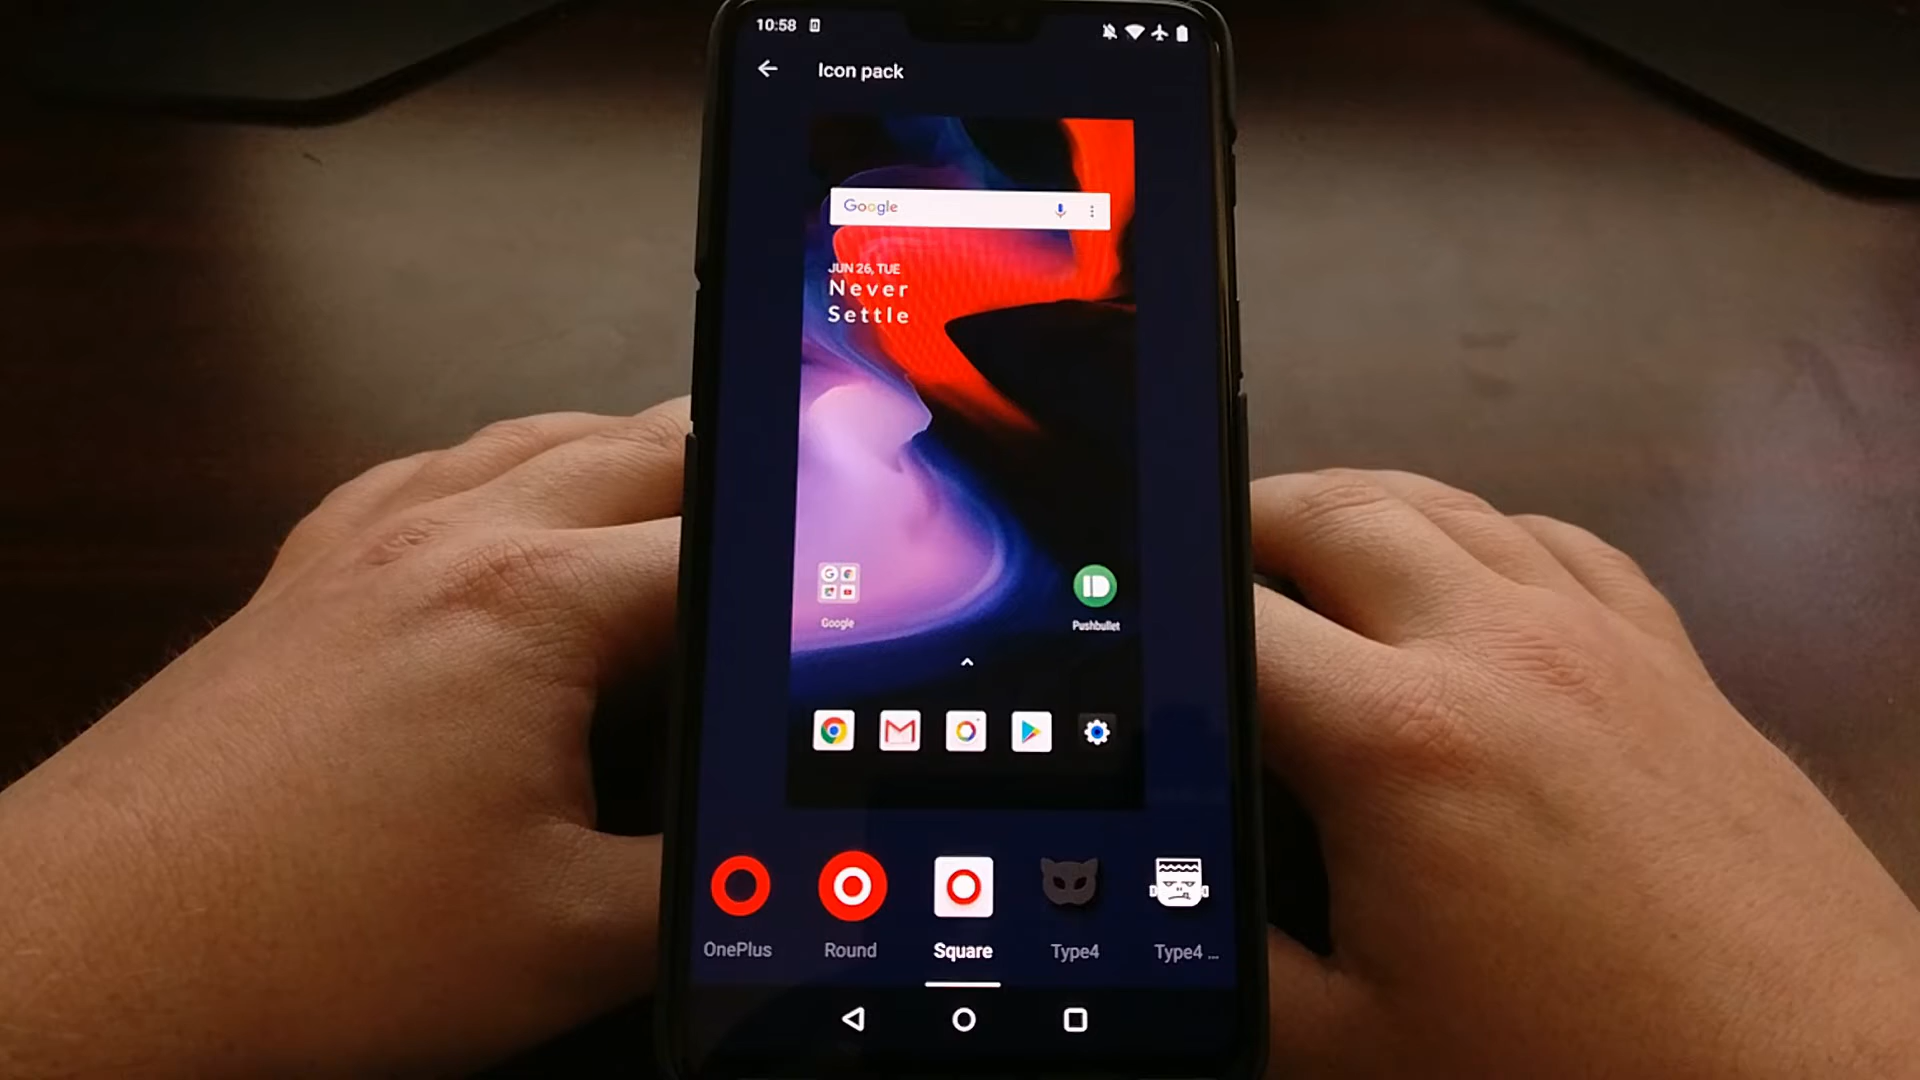 10:58
Icon pack
Google
JUN 26, TUE
Never
Settle
Google
Pushbullet
OnePlus
Round
Square
Type4
Type4 ...